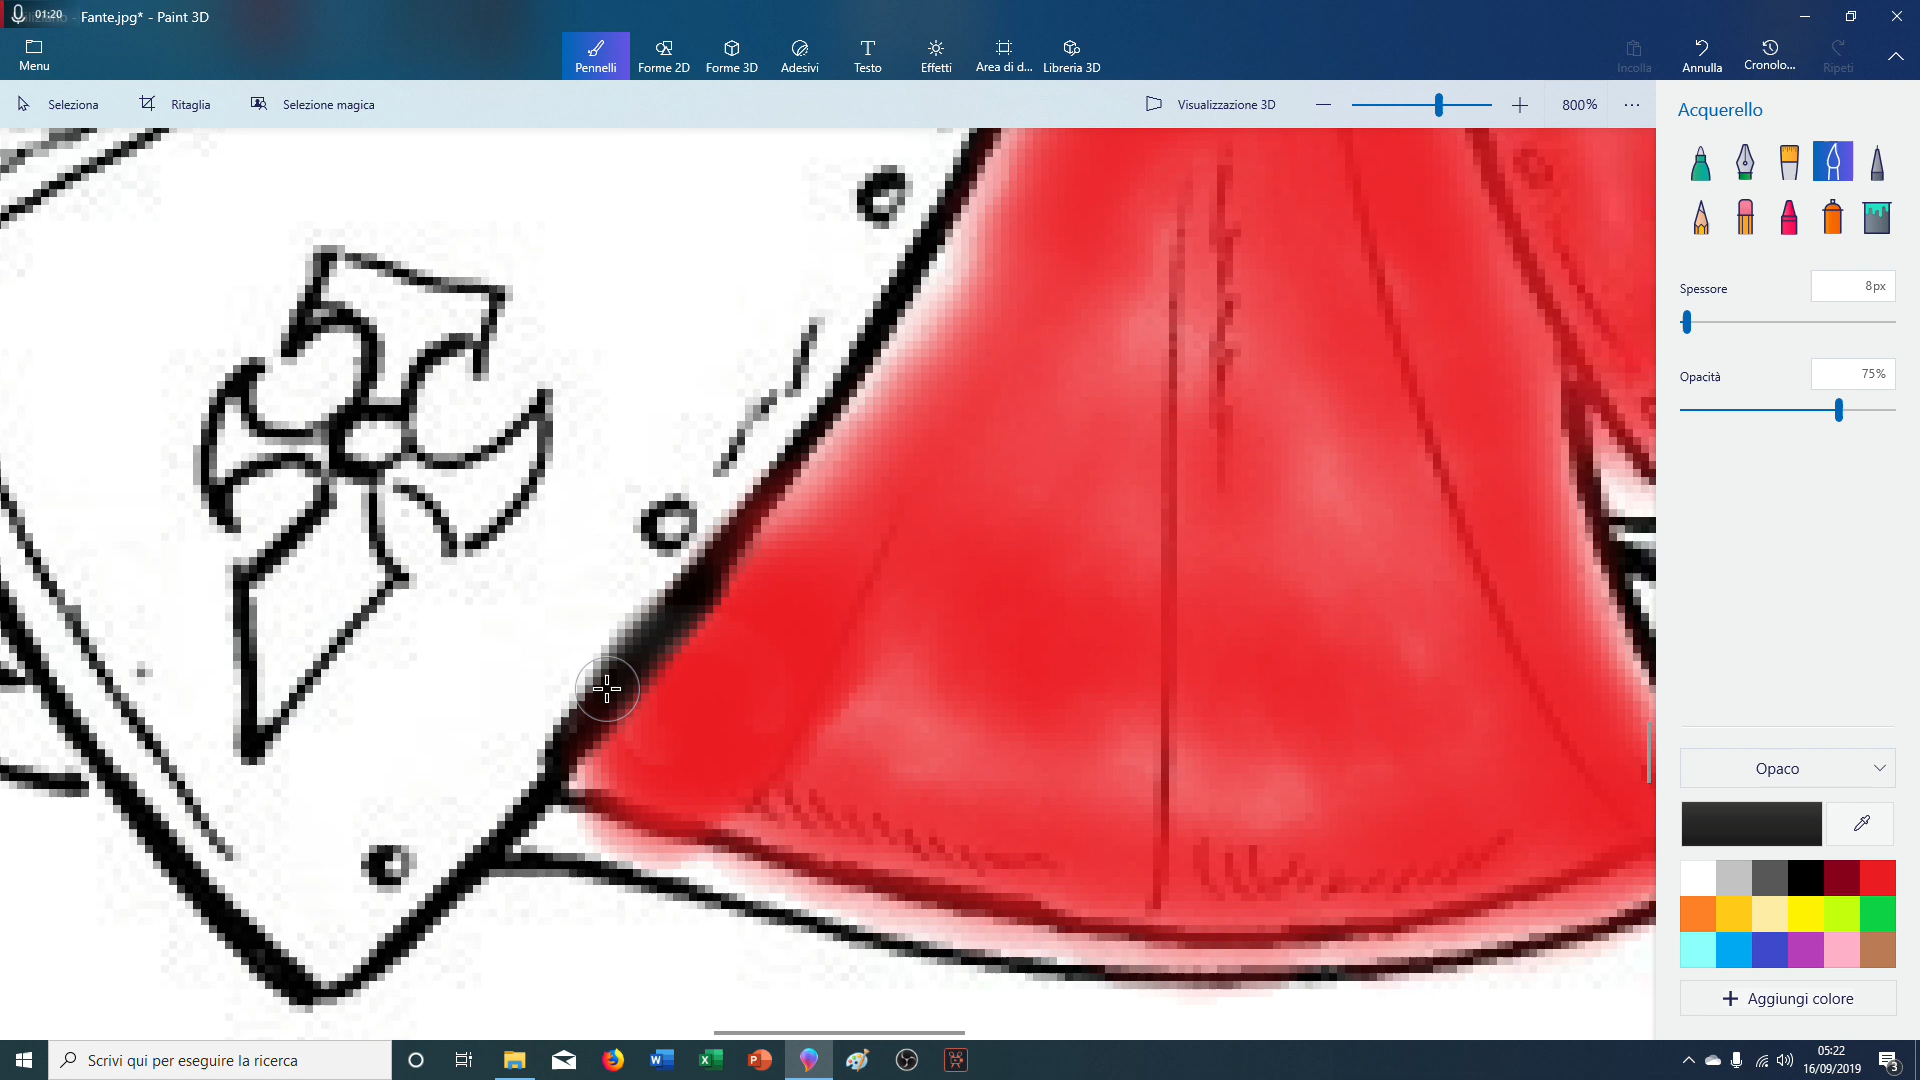 01:20
Fante.jpg* - Paint 3D
Menu
Pennelli
Forme 2D
Forme 3D
Adesivi
Testo
Effetti
Area di d...
Libreria 3D
Incolla
Annulla
Cronolo...
Ripeti
Seleziona
Ritaglia
Selezione magica
Visualizzazione 3D
800%
Acquerello
Spessore
8px
Opacità
75%
Opaco
Aggiungi colore
Scrivi qui per eseguire la ricerca
05:22
16/09/2019
3